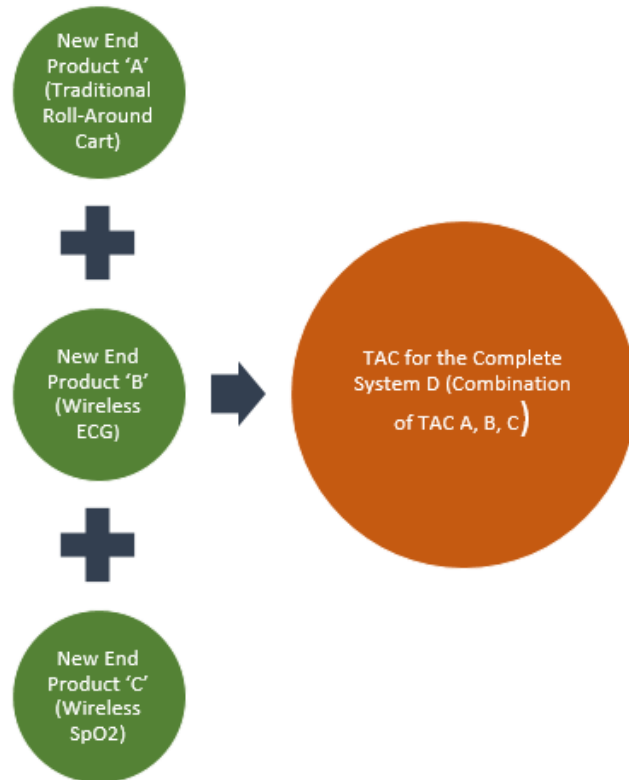 New End
Product ‘A’
(Traditional
Roll-Around
Cart)
New End
Product ‘B’
(Wireless
ECG)
New End
Product ‘C’
(Wireless
SpO2)
TAC for the Complete
System D (Combination
of TAC A, B, C)